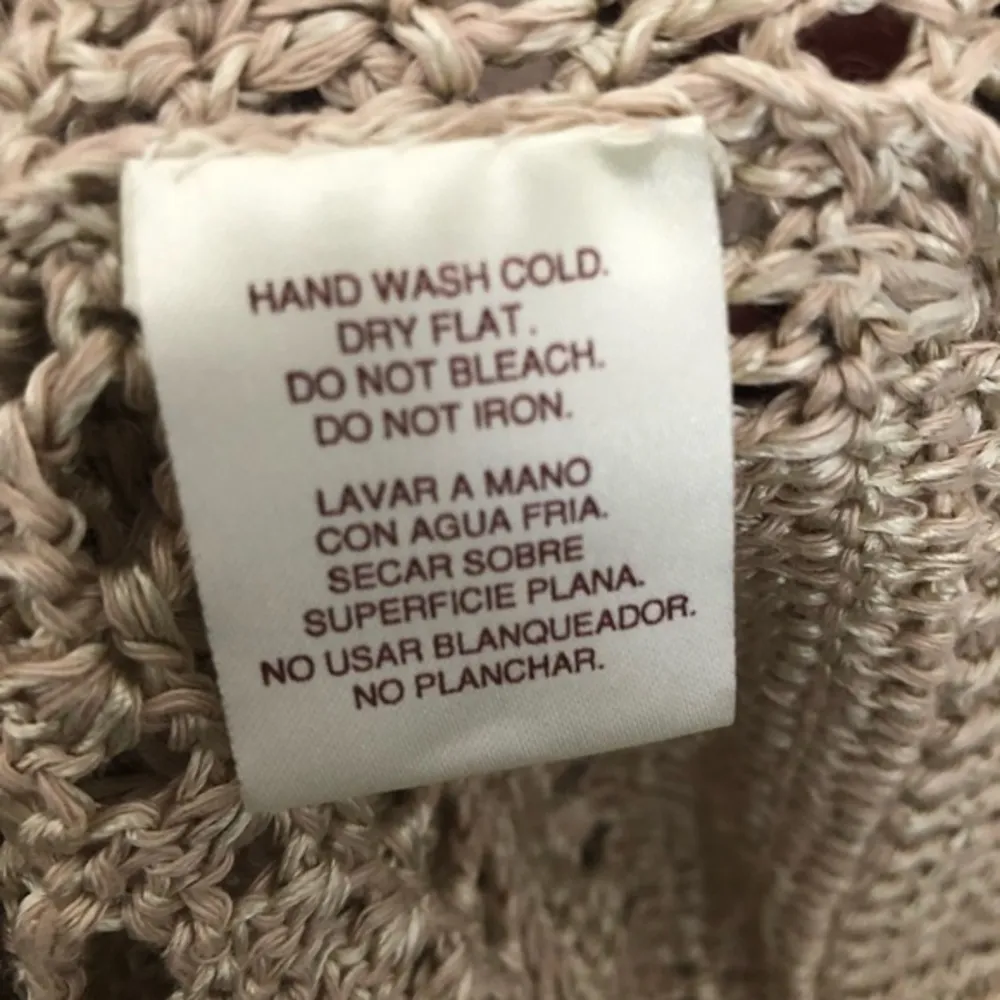 HAND WASH COLD.
DRY FLAT.
DO NOT BLEACH.
DO NOT IRON.
LAVAR A MANO
CON AGUA FRIA.
SECAR SOBRE
SUPERFICIE PLANA.
NO USAR BLANQUEADOR.
NO PLANCHAR.